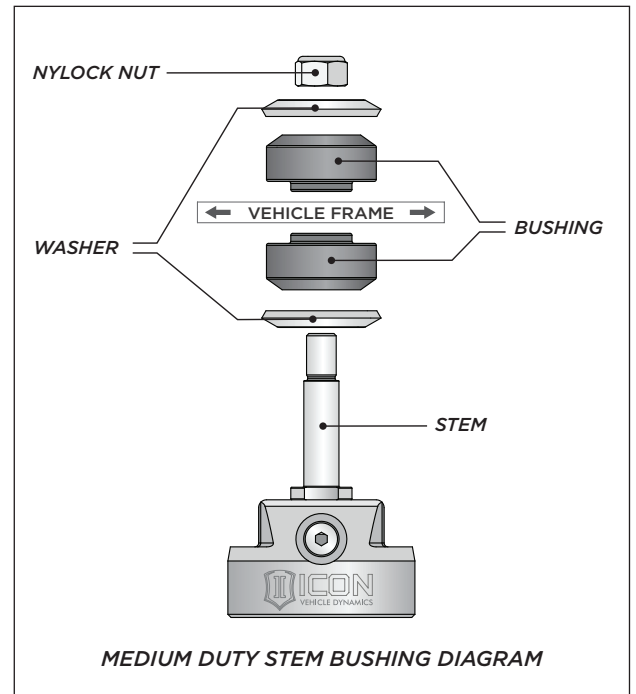 NYLOCK NUT
VEHICLE FRAME
BUSHING
WASHER
STEM
ICON
VEHICLE DYNAMICS
MEDIUM DUTY STEM BUSHING DIAGRAM